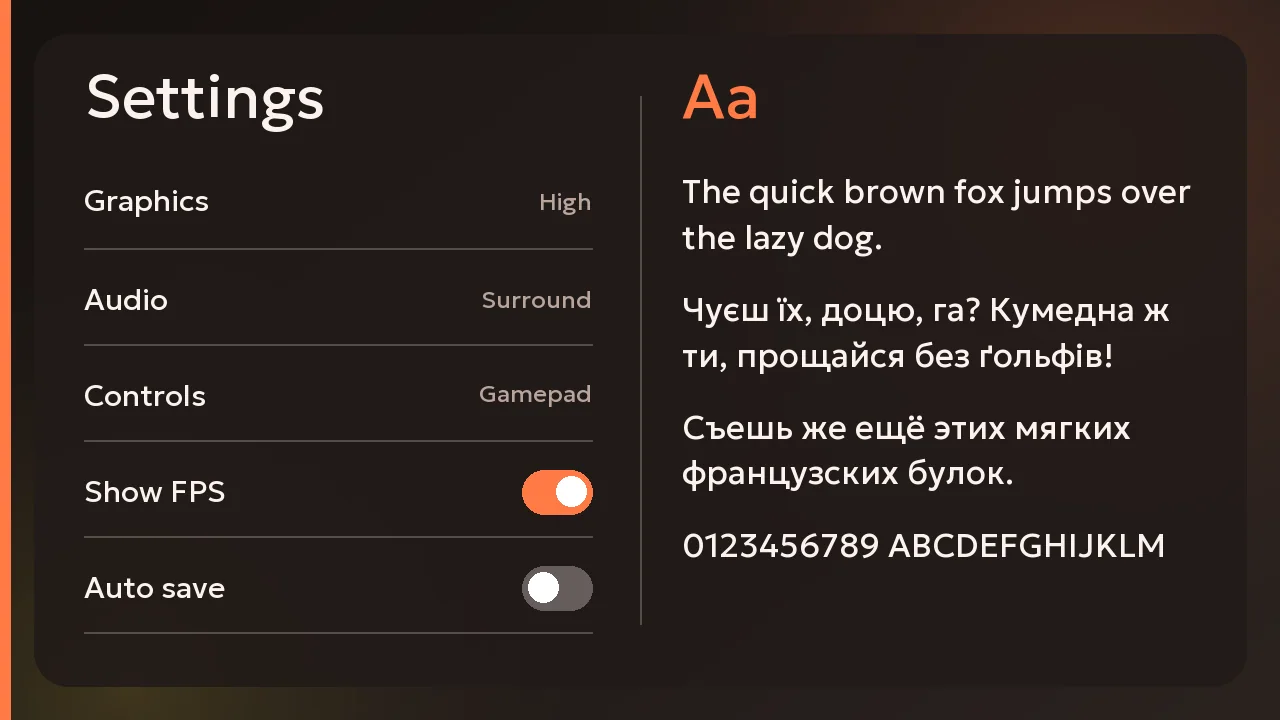 Settings
Graphics
High
Audio
Surround
Controls
Gamepad
Show FPS
Auto save
Aa
The quick brown fox jumps over
the lazy dog.
Чуєш їх, доцю, га? Кумедна ж
ти, прощайся без ґольфів!
Съешь же ещё этих мягких
французских булок.
0123456789 ABCDEFGHIJKLM